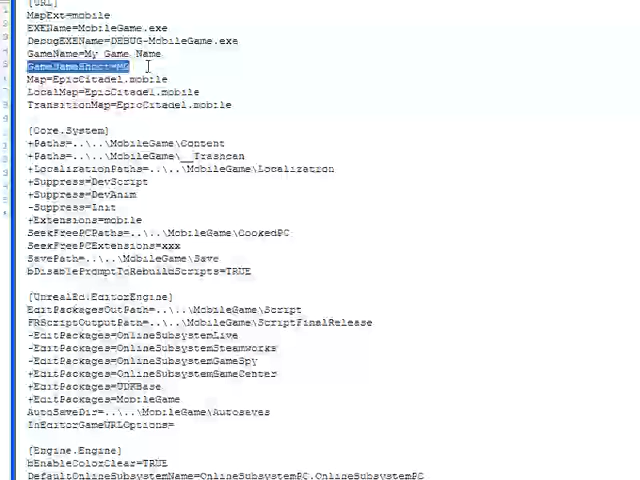 [URL]
MapExt=mobile
EXEName=MobileGame.exe
DebugEXEName=DEBUG-MobileGame.exe
GameName=My Game Name
GameNameShort=MG
Map=EpicCitadel.mobile
LocalMap=EpicCitadel.mobile
TransitionMap=EpicCitadel.mobile
[Core.System]
+Paths=..\..\MobileGame\Content
+Paths=..\..\MobileGame\__Trashcan
+LocalizationPaths=..\..\MobileGame\Localization
+Suppress=DevScript
+Suppress=DevAnim
-Suppress=Init
+Extensions=mobile
SeekFreePCPaths=..\..\MobileGame\CookedPC
SeekFreePCExtensions=xxx
SavePath=..\..\MobileGame\Save
bDisablePromptToRebuildScripts=TRUE
[UnrealEd.EditorEngine]
EditPackagesOutPath=..\..\MobileGame\Script
FRScriptOutputPath=..\..\MobileGame\ScriptFinalRelease
-EditPackages=OnlineSubsystemLive
-EditPackages=OnlineSubsystemSteamworks
-EditPackages=OnlineSubsystemGameSpy
+EditPackages=OnlineSubsystemGameCenter
+EditPackages=UDKBase
+EditPackages=MobileGame
AutoSaveDir=..\..\MobileGame\Autosaves
InEditorGameURLOptions=
[Engine.Engine]
bEnableColorClear=TRUE
DefaultOnlineSubsystemName=OnlineSubsystemPC.OnlineSubsystemPC